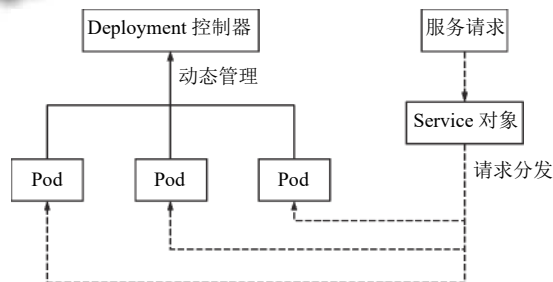 Deployment 控制器
服务请求
动态管理
Service 对象
Pod
Pod
Pod
请求分发